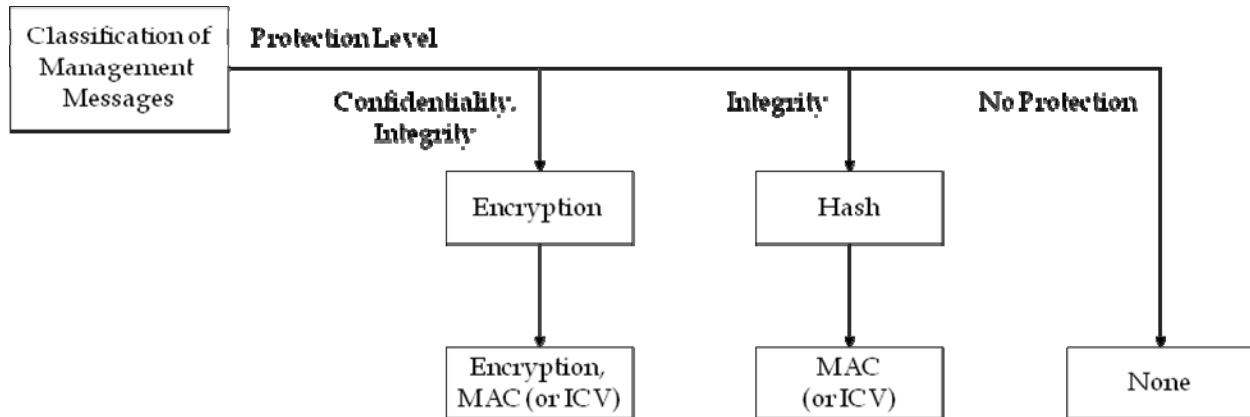 Classification of
Management
Messages
Protection Level
Confidentiality,
Integrity
Integrity
No Protection
Encryption
Hash
Encryption,
MAC (or ICV)
MAC
(or ICV)
None